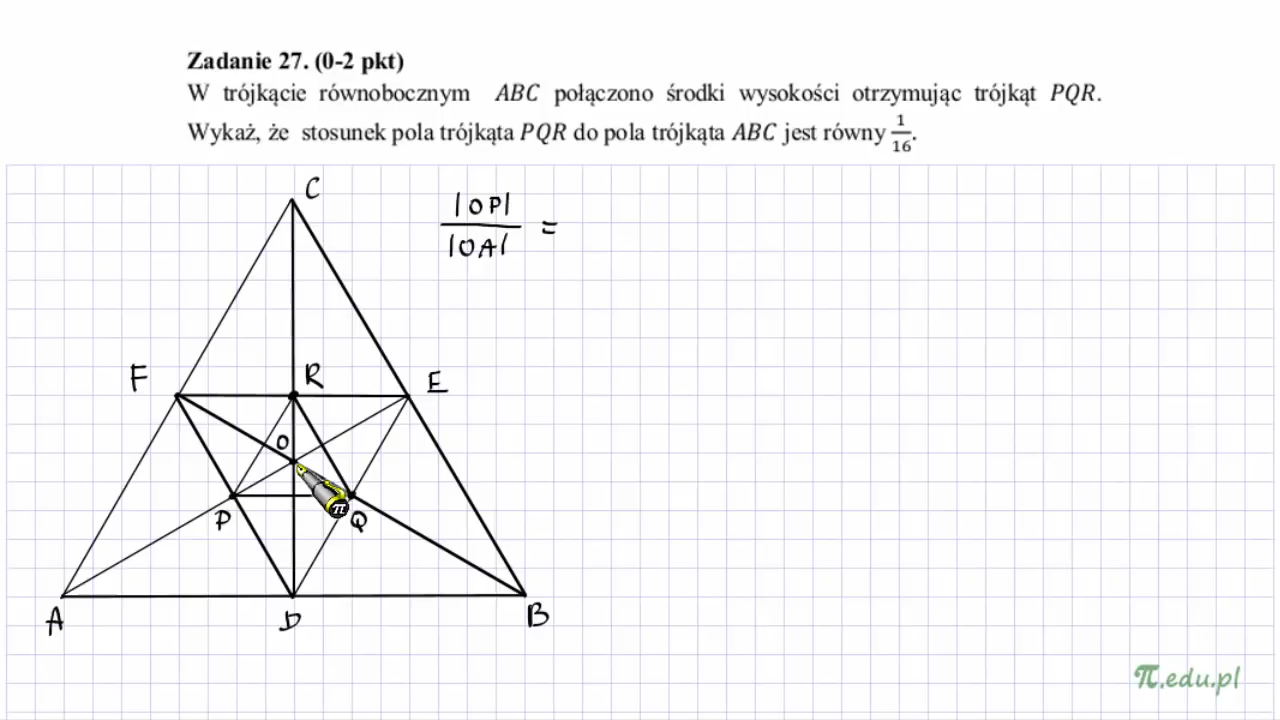 Zadanie 27. (0-2 pkt)
W trójkącie równobocznym ABC połączono środki wysokości otrzymując trójkąt PQR.
Wykaż, że stosunek pola trójkąta PQR do pola trójkąta ABC jest równy 1/16.
C
|OP|
|OA|
=
F
R
E
O
P
Q
π
A
D
B
π.edu.pl